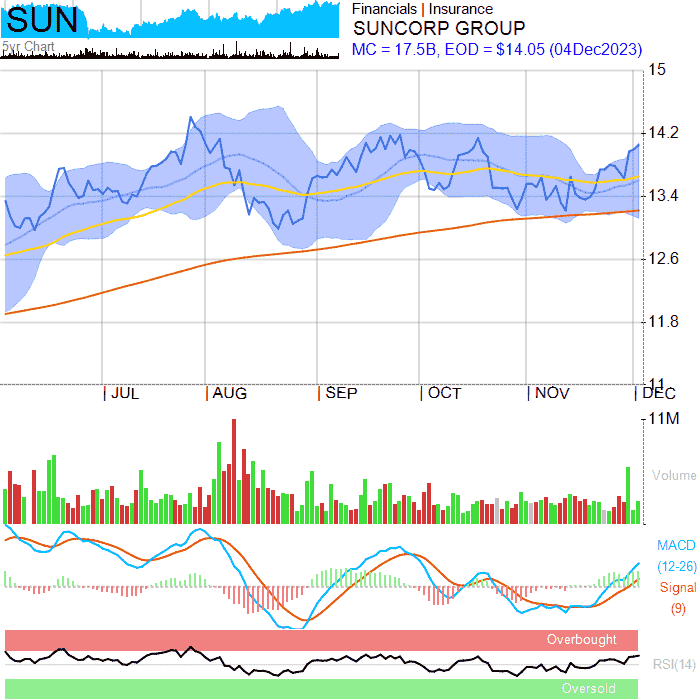 SUN
5yr Chart
Financials | Insurance
SUNCORP GROUP
MC = 17.5B, EOD = $14.05 (04Dec2023)
15
14.2
13.4
12.6
11.8
11
JUL AUG SEP OCT NOV DEC
11M
Volume
MACD
(12-26)
Signal
(9)
Overbought
RSI(14)
Oversold